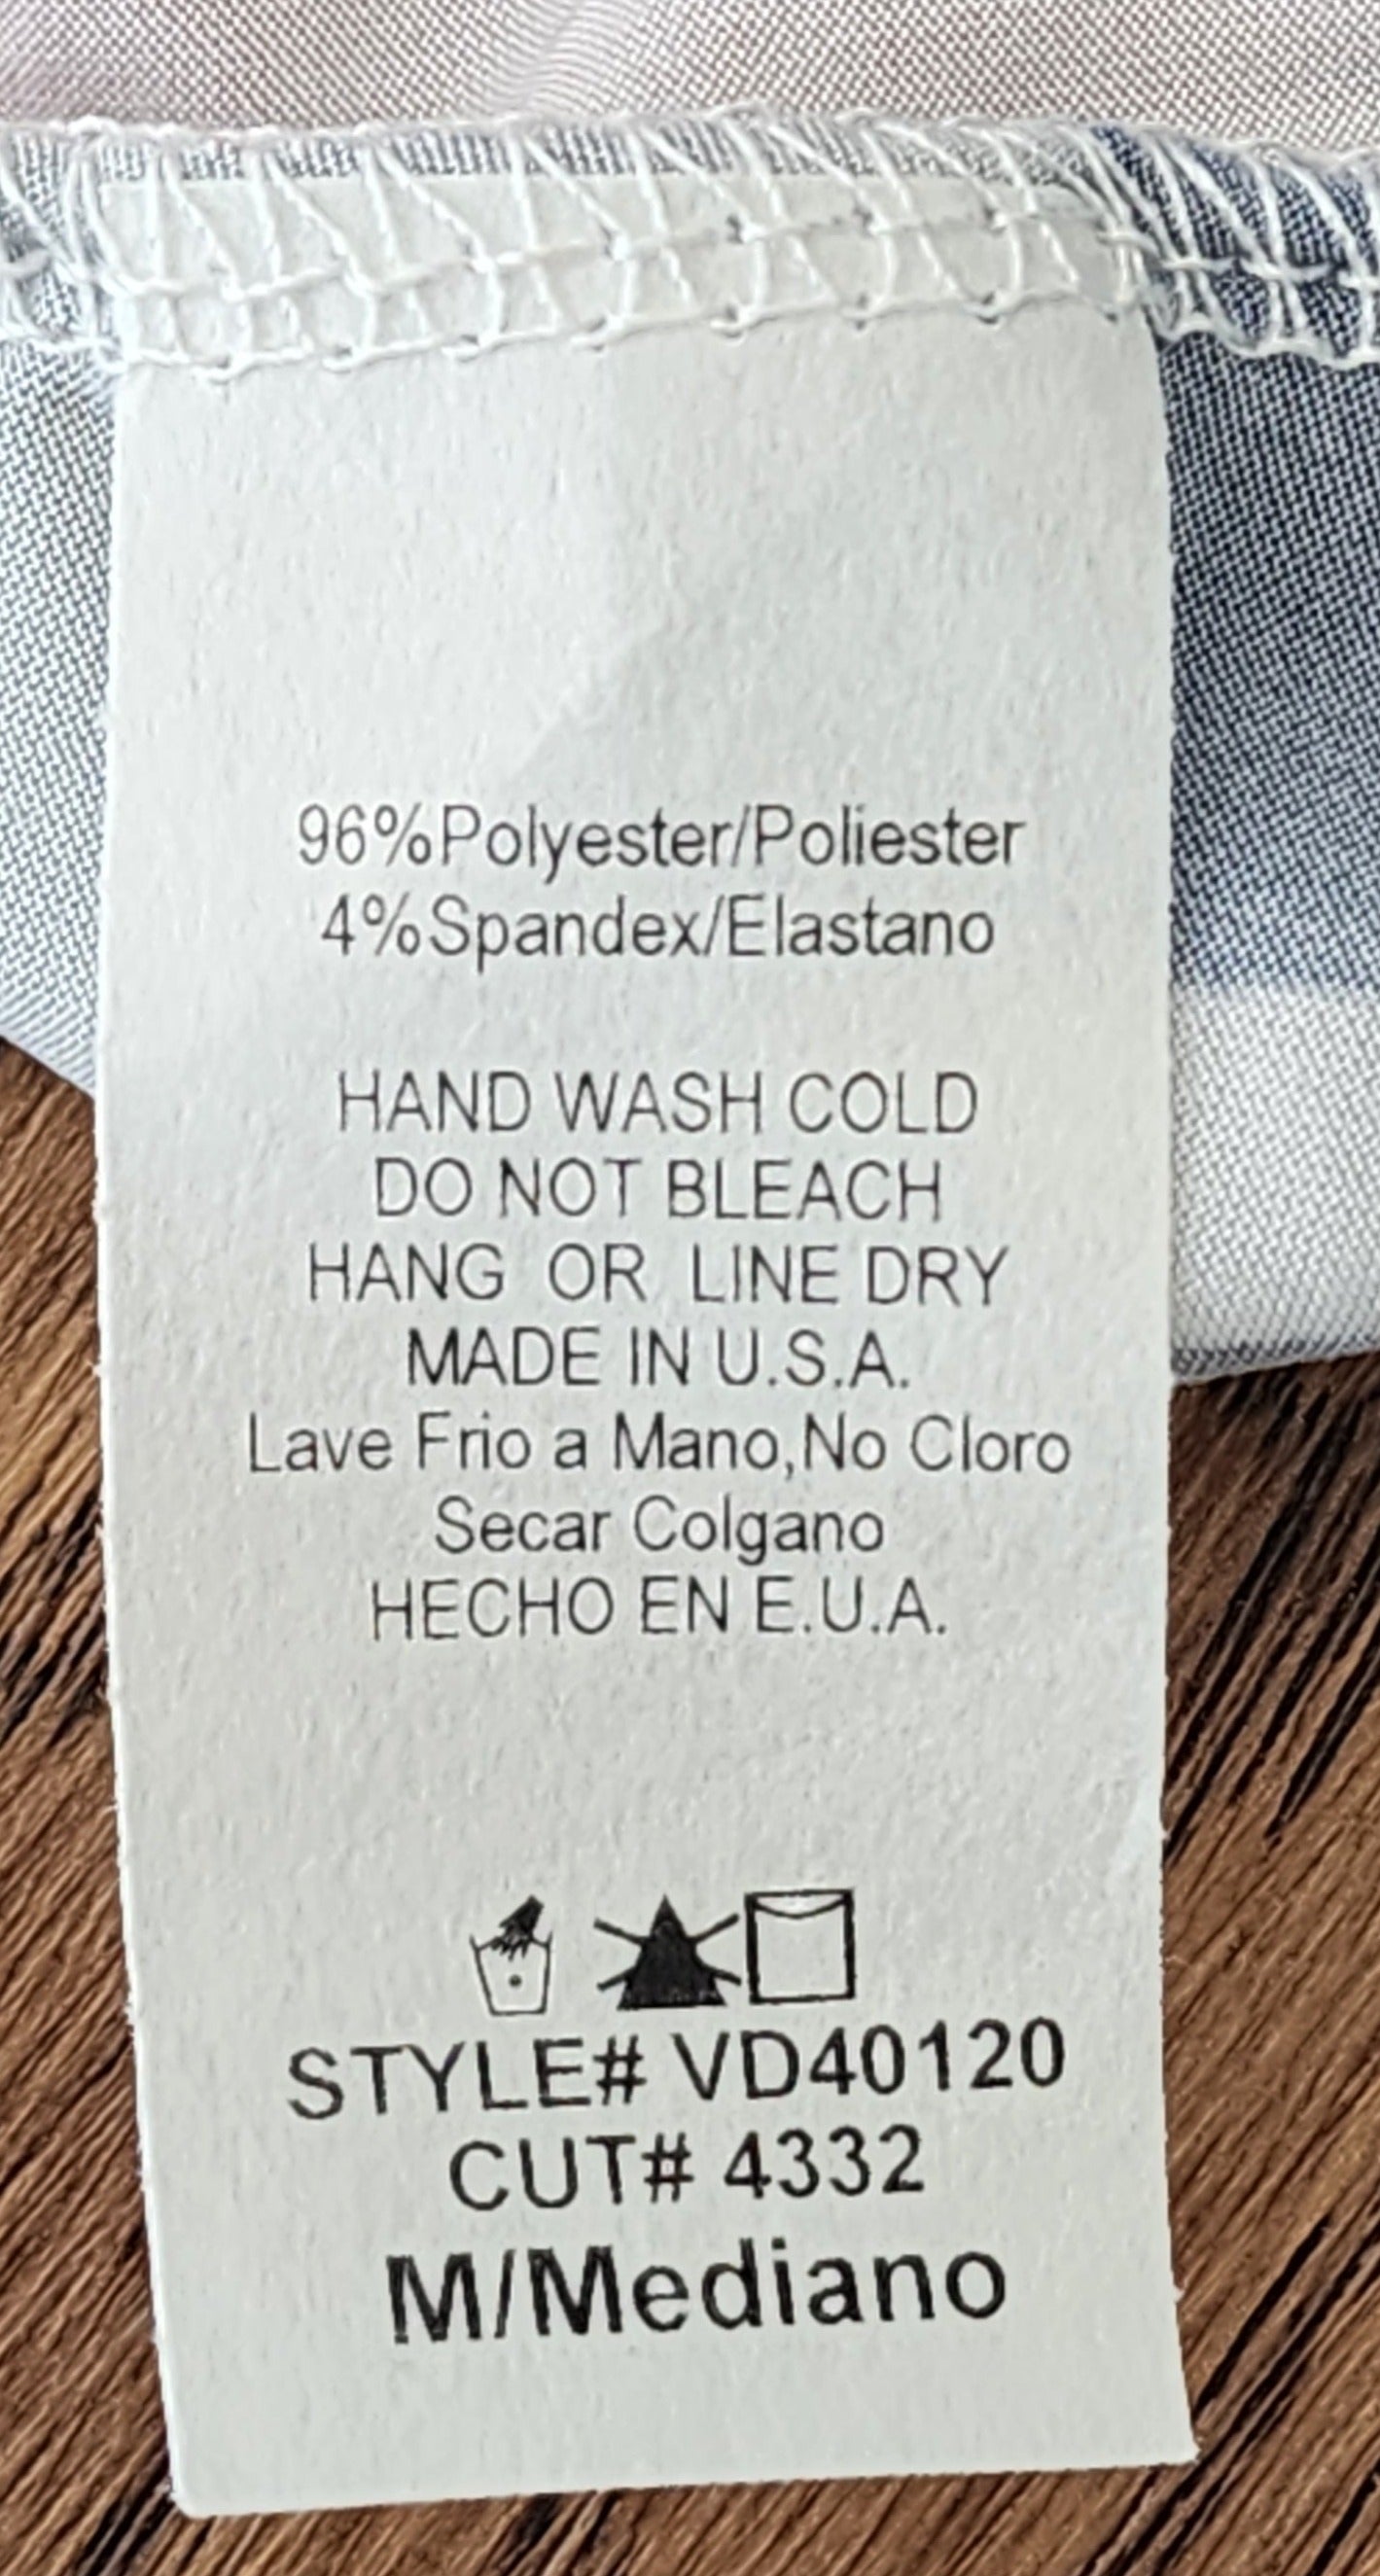 96%Polyester/Poliester
4%Spandex/Elastano
HAND WASH COLD
DO NOT BLEACH
HANG OR LINE DRY
MADE IN U.S.A.
Lave Frio a Mano,No Cloro
Secar Colgano
HECHO EN E.U.A.
STYLE# VD40120
CUT# 4332
M/Mediano